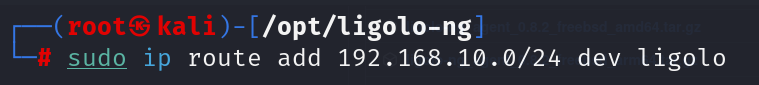 ┌──(root㉿kali)-[/opt/ligolo-ng]
└─# sudo ip route add 192.168.10.0/24 dev ligolo